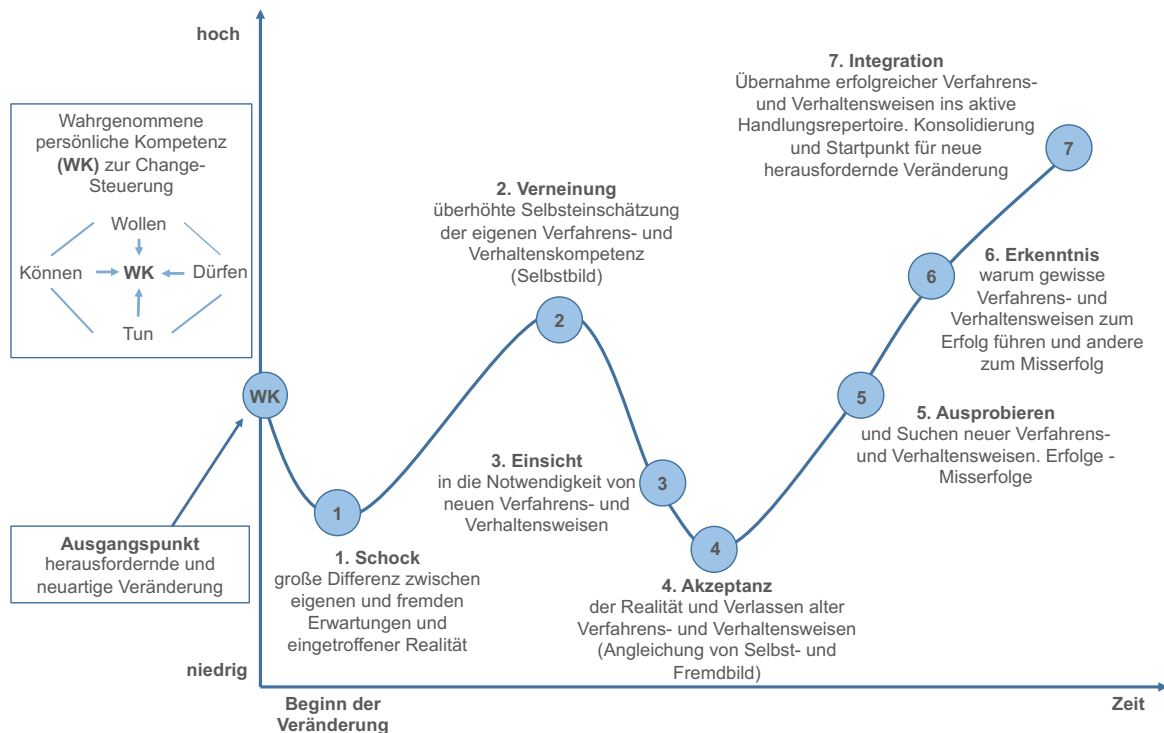 hoch
Wahrgenommene
persönliche Kompetenz
(WK) zur Change-
Steuerung
Wollen
Können
WK
Dürfen
Tun
WK
Ausgangspunkt
herausfordernde und
neuartige Veränderung
niedrig
1
1. Schock
große Differenz zwischen
eigenen und fremden
Erwartungen und
eingetroffener Realität
2. Verneinung
überhöhte Selbsteinschätzung
der eigenen Verfahrens- und
Verhaltenskompetenz
(Selbstbild)
2
3. Einsicht
in die Notwendigkeit von
neuen Verfahrens- und
Verhaltensweisen
3
4
4. Akzeptanz
der Realität und Verlassen alter
Verfahrens- und Verhaltensweisen
(Angleichung von Selbst- und
Fremdbild)
5
5. Ausprobieren
und Suchen neuer Verfahrens-
und Verhaltensweisen. Erfolge -
Misserfolge
6
6. Erkenntnis
warum gewisse
Verfahrens- und
Verhaltensweisen zum
Erfolg führen und andere
zum Misserfolg
7. Integration
Übernahme erfolgreicher Verfahrens-
und Verhaltensweisen ins aktive
Handlungsrepertoire. Konsolidierung
und Startpunkt für neue
herausfordernde Veränderung
7
Beginn der
Veränderung
Zeit